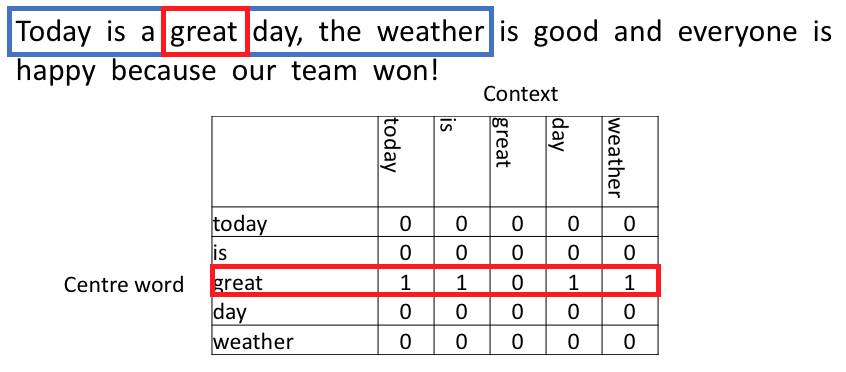 Today is a great day, the weather is good and everyone is
happy because our team won!
Context
today is great day weather
today 0 0 0 0 0
is 0 0 0 0 0
Centre word great 1 1 0 1 1
day 0 0 0 0 0
weather 0 0 0 0 0